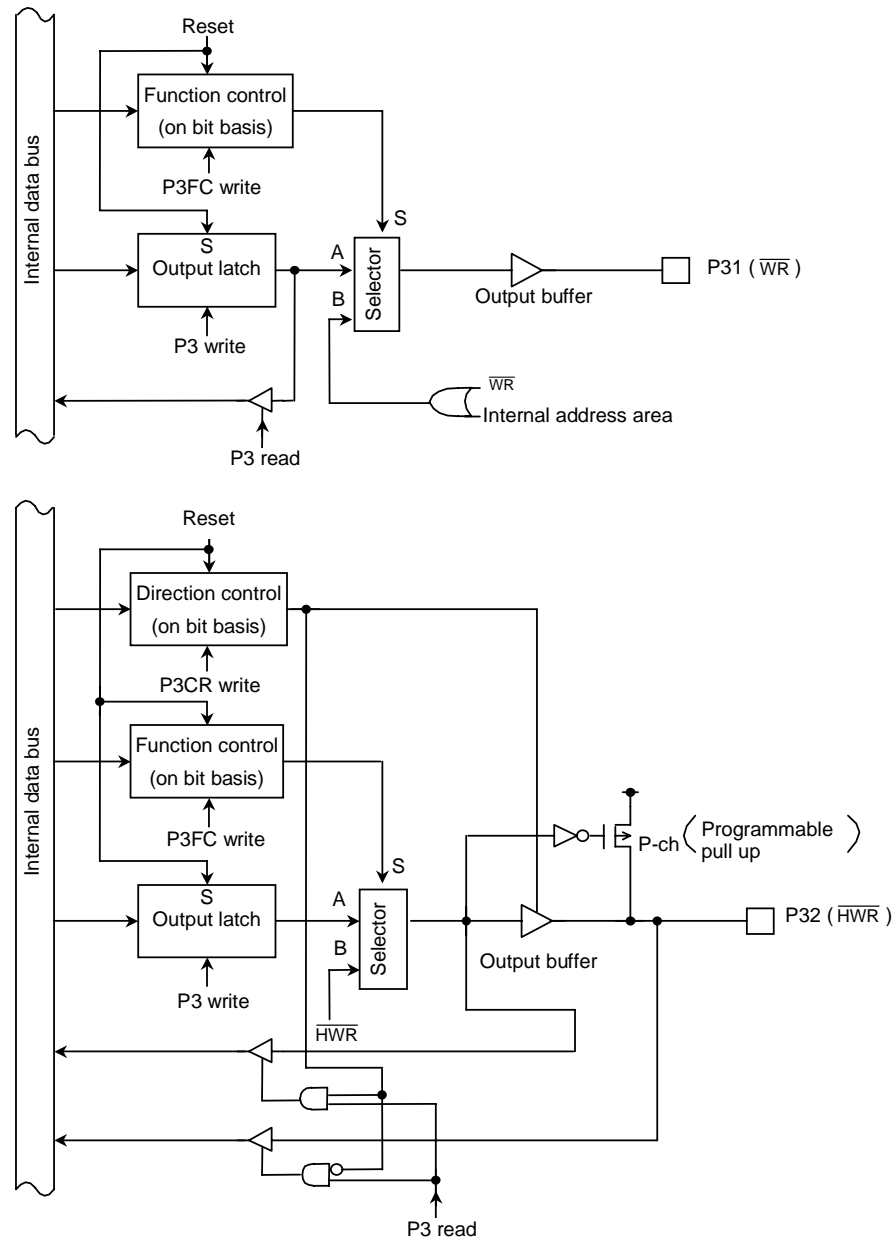 Reset
Internal data bus
Function control
(on bit basis)
P3FC write
S
S
Output latch
A
B
Selector
Output buffer
P31 (WR)
P3 write
WR
Internal address area
P3 read
Reset
Internal data bus
Direction control
(on bit basis)
P3CR write
Function control
(on bit basis)
P3FC write
P-ch
Programmable
pull up
S
S
Output latch
A
B
Selector
Output buffer
P32 (HWR)
P3 write
HWR
P3 read